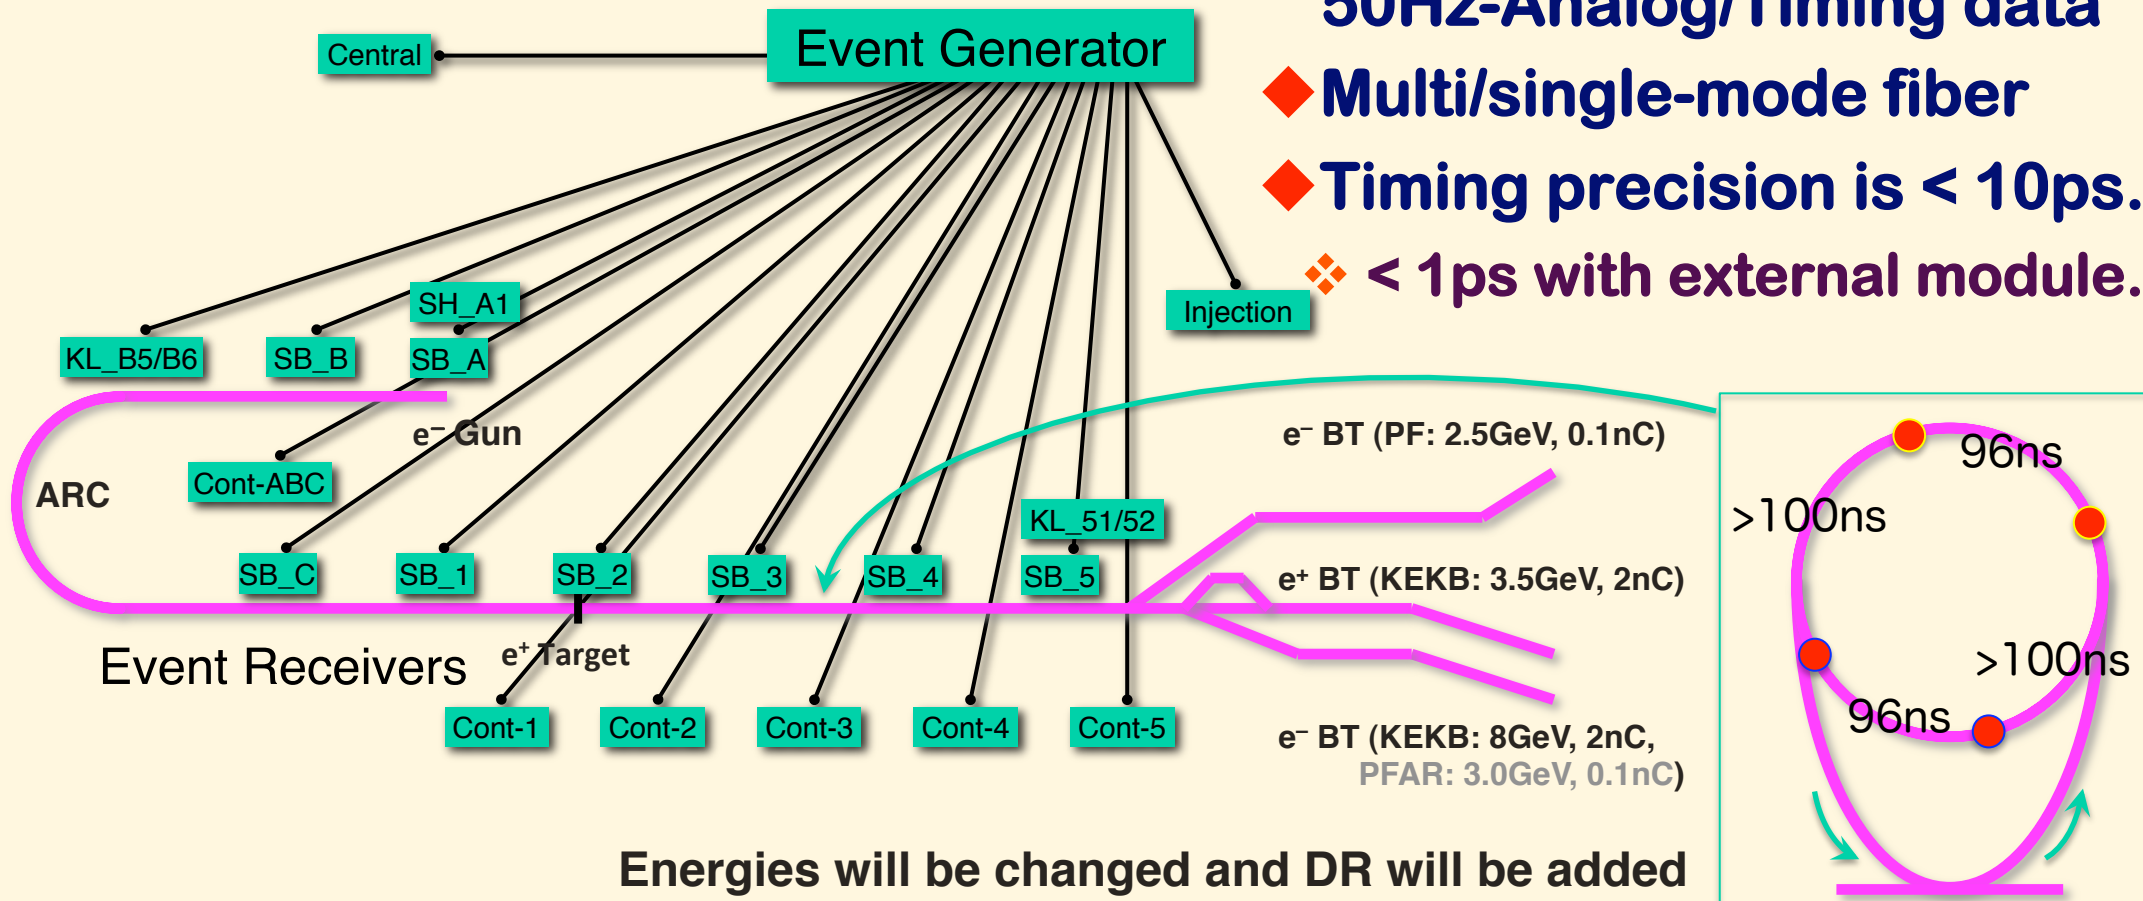 50Hz-Analog/Timing data
Event Generator
Central
Multi/single-mode fiber
Timing precision is < 10ps.
< 1ps with external module.
SH_A1
Injection
KL_B5/B6
SB_B
SB_A
e⁻ Gun
e⁻ BT (PF: 2.5GeV, 0.1nC)
96ns
Cont-ABC
ARC
>100ns
KL_51/52
SB_C
SB_1
SB_2
SB_3
SB_4
SB_5
e⁺ BT (KEKB: 3.5GeV, 2nC)
Event Receivers
e⁺ Target
>100ns
96ns
Cont-1
Cont-2
Cont-3
Cont-4
Cont-5
e⁻ BT (KEKB: 8GeV, 2nC,
PFAR: 3.0GeV, 0.1nC)
Energies will be changed and DR will be added